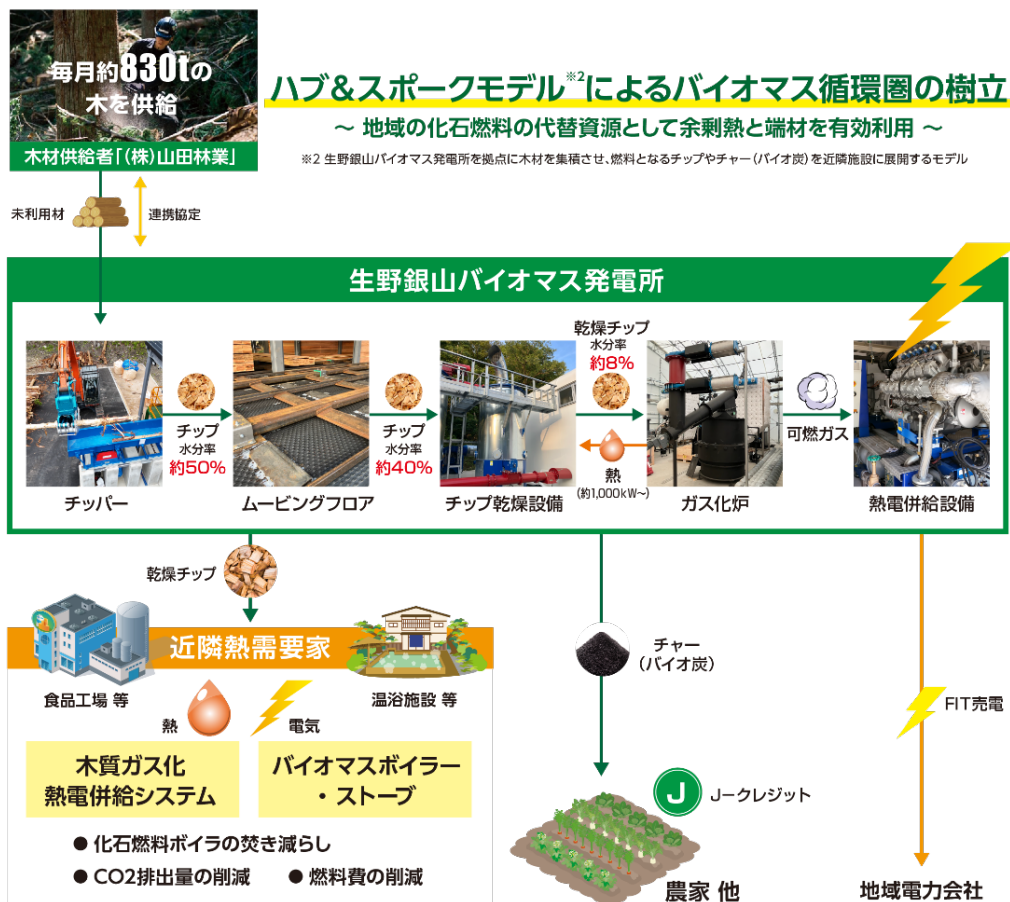 毎月約830tの
木を供給
木材供給者「(株)山田林業」
ハブ&スポークモデル※2によるバイオマス循環圏の樹立
～ 地域の化石燃料の代替資源として余剰熱と端材を有効利用 ～
※2 生野銀山バイオマス発電所を拠点に木材を集積させ、燃料となるチップやチャー(バイオ炭)を近隣施設に展開するモデル
未利用材
連携協定
生野銀山バイオマス発電所
チップ
水分率
約50%
チップ
水分率
約40%
乾燥チップ
水分率
約8%
熱
(約1,000kW～)
可燃ガス
チッパー
ムービングフロア
チップ乾燥設備
ガス化炉
熱電併給設備
乾燥チップ
近隣熱需要家
食品工場 等
温浴施設 等
熱
電気
木質ガス化
熱電併給システム
バイオマスボイラー
・ストーブ
● 化石燃料ボイラの焚き減らし
● CO2排出量の削減
● 燃料費の削減
チャー
(バイオ炭)
J
J－クレジット
農家 他
FIT売電
地域電力会社